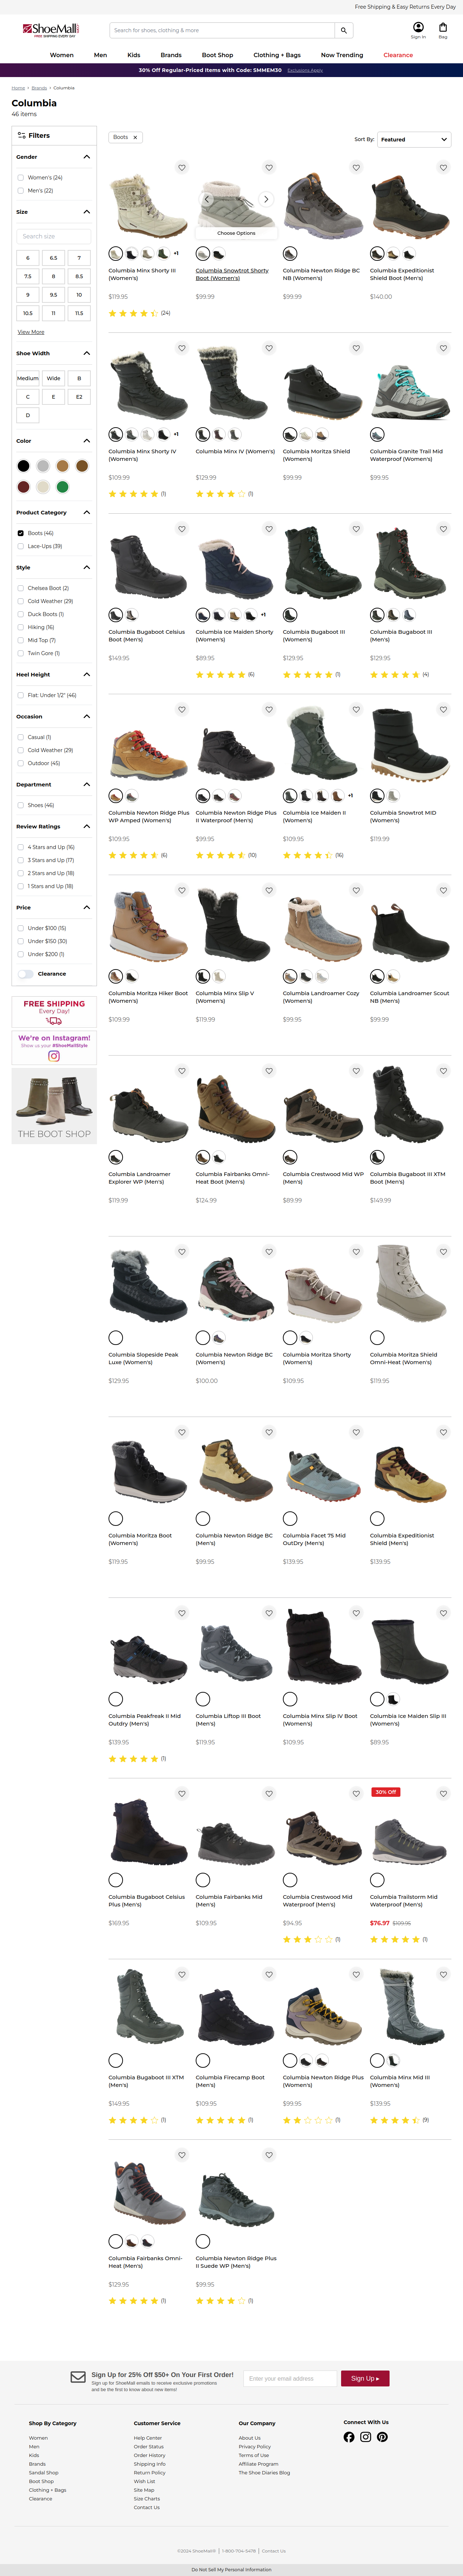 Free Shipping & Easy Returns Every Day
ShoeMall
FREE SHIPPING EVERY DAY
Search for shoes, clothing & more
Sign In
Bag
Women
Men
Kids
Brands
Boot Shop
Clothing + Bags
Now Trending
Clearance
30% Off Regular-Priced Items with Code: SMMEM30 Exclusions Apply
Home > Brands > Columbia
Columbia
46 items
Filters
Gender
Women's (24)
Men's (22)
Size
Search size
6 6.5 7
7.5 8 8.5
9 9.5 10
10.5 11 11.5
View More
Shoe Width
Medium Wide B
C E E2
D
Color
Product Category
Boots (46)
Lace-Ups (39)
Style
Chelsea Boot (2)
Cold Weather (29)
Duck Boots (1)
Hiking (16)
Mid Top (7)
Twin Gore (1)
Heel Height
Flat: Under 1/2" (46)
Occasion
Casual (1)
Cold Weather (29)
Outdoor (45)
Department
Shoes (46)
Review Ratings
4 Stars and Up (16)
3 Stars and Up (17)
2 Stars and Up (18)
1 Stars and Up (18)
Price
Under $100 (15)
Under $150 (30)
Under $200 (1)
Clearance
FREE SHIPPING
Every Day!
We're on Instagram!
Show us your #ShoeMallStyle
THE BOOT SHOP
Boots ×
Sort By: Featured
Choose Options
+1
Columbia Minx Shorty III (Women's)
$119.95
(24)
Columbia Snowtrot Shorty Boot (Women's)
$99.99
Columbia Newton Ridge BC NB (Women's)
$99.99
Columbia Expeditionist Shield Boot (Men's)
$140.00
+1
Columbia Minx Shorty IV (Women's)
$109.99
(1)
Columbia Minx IV (Women's)
$129.99
(1)
Columbia Moritza Shield (Women's)
$99.99
Columbia Granite Trail Mid Waterproof (Women's)
$99.95
Columbia Bugaboot Celsius Boot (Men's)
$149.95
+1
Columbia Ice Maiden Shorty (Women's)
$89.95
(6)
Columbia Bugaboot III (Women's)
$129.95
(1)
Columbia Bugaboot III (Men's)
$129.95
(4)
Columbia Newton Ridge Plus WP Amped (Women's)
$109.95
(6)
Columbia Newton Ridge Plus II Waterproof (Men's)
$99.95
(10)
+1
Columbia Ice Maiden II (Women's)
$109.95
(16)
Columbia Snowtrot MID (Women's)
$119.99
Columbia Moritza Hiker Boot (Women's)
$109.99
Columbia Minx Slip V (Women's)
$119.99
Columbia Landroamer Cozy (Women's)
$99.95
Columbia Landroamer Scout NB (Men's)
$99.99
Columbia Landroamer Explorer WP (Men's)
$119.99
Columbia Fairbanks Omni-Heat Boot (Men's)
$124.99
Columbia Crestwood Mid WP (Men's)
$89.99
Columbia Bugaboot III XTM Boot (Men's)
$149.99
Columbia Slopeside Peak Luxe (Women's)
$129.95
Columbia Newton Ridge BC (Women's)
$100.00
Columbia Moritza Shorty (Women's)
$109.95
Columbia Moritza Shield Omni-Heat (Women's)
$119.95
Columbia Moritza Boot (Women's)
$119.95
Columbia Newton Ridge BC (Men's)
$99.95
Columbia Facet 75 Mid OutDry (Men's)
$139.95
Columbia Expeditionist Shield (Men's)
$139.95
Columbia Peakfreak II Mid Outdry (Men's)
$139.95
(1)
Columbia Liftop III Boot (Men's)
$119.95
Columbia Minx Slip IV Boot (Women's)
$109.95
Columbia Ice Maiden Slip III (Women's)
$89.95
Columbia Bugaboot Celsius Plus (Men's)
$169.95
Columbia Fairbanks Mid (Men's)
$109.95
Columbia Crestwood Mid Waterproof (Men's)
$94.95
(1)
30% Off
Columbia Trailstorm Mid Waterproof (Men's)
$76.97 $109.95
(1)
Columbia Bugaboot III XTM (Men's)
$149.95
(1)
Columbia Firecamp Boot (Men's)
$109.95
(1)
Columbia Newton Ridge Plus (Women's)
$99.95
(1)
Columbia Minx Mid III (Women's)
$139.95
(9)
Columbia Fairbanks Omni-Heat (Men's)
$129.95
(1)
Columbia Newton Ridge Plus II Suede WP (Men's)
$99.95
(1)
Sign Up for 25% Off $50+ On Your First Order!
Sign up for ShoeMall emails to receive exclusive promotions
and be the first to know about new items!
Enter your email address
Sign Up ▸
Shop By Category
Women
Men
Kids
Brands
Sandal Shop
Boot Shop
Clothing + Bags
Clearance
Customer Service
Help Center
Order Status
Order History
Shipping Info
Return Policy
Wish List
Site Map
Size Charts
Contact Us
Our Company
About Us
Privacy Policy
Terms of Use
Affiliate Program
The Shoe Diaries Blog
Connect With Us
©2024 ShoeMall® | 1-800-704-5478 | Contact Us
Do Not Sell My Personal Information